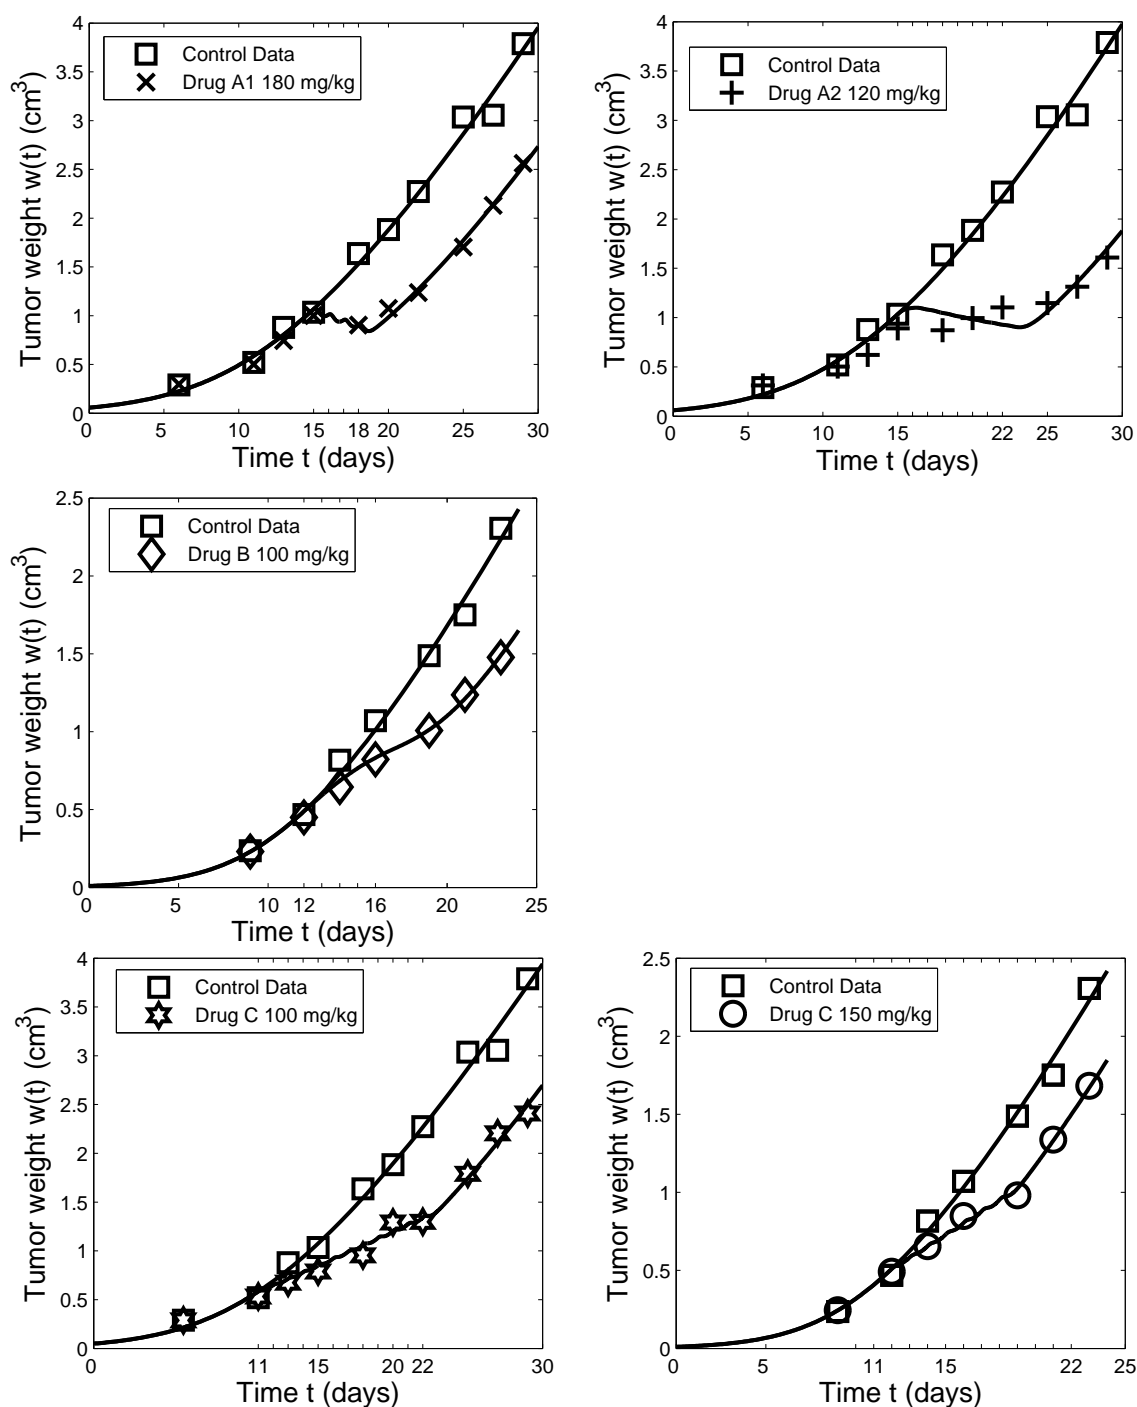 4
3.5
3
2.5
2
1.5
1
0.5
0
Tumor weight w(t) (cm3)
Control Data
Drug A1 180 mg/kg
0 5 10 15 18 20 25 30
Time t (days)
4
3.5
3
2.5
2
1.5
1
0.5
0
Tumor weight w(t) (cm3)
Control Data
Drug A2 120 mg/kg
0 5 10 15 22 25 30
Time t (days)
2.5
2
1.5
1
0.5
0
Tumor weight w(t) (cm3)
Control Data
Drug B 100 mg/kg
0 5 10 12 16 20 25
Time t (days)
4
3.5
3
2.5
2
1.5
1
0.5
0
Tumor weight w(t) (cm3)
Control Data
Drug C 100 mg/kg
0 11 15 20 22 30
Time t (days)
2.5
2
1.5
1
0.5
0
Tumor weight w(t) (cm3)
Control Data
Drug C 150 mg/kg
0 5 11 15 22 25
Time t (days)